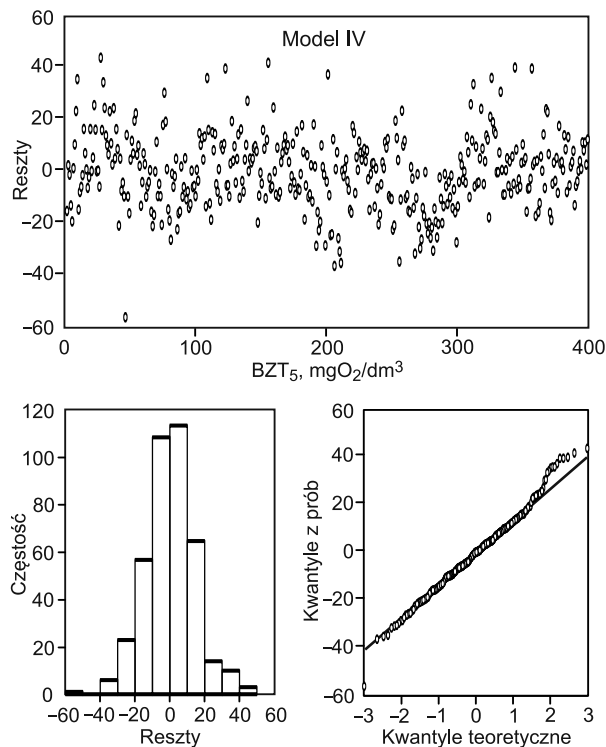 Model IV
60
40
20
0
−20
−40
−60
Reszty
0 100 200 300 400
BZT₅, mgO₂/dm³
120
100
80
60
40
20
0
Częstość
−60 −40 −20 0 20 40 60
Reszty
60
40
20
0
−20
−40
−60
Kwantyle z prób
−3 −2 −1 0 1 2 3
Kwantyle teoretyczne